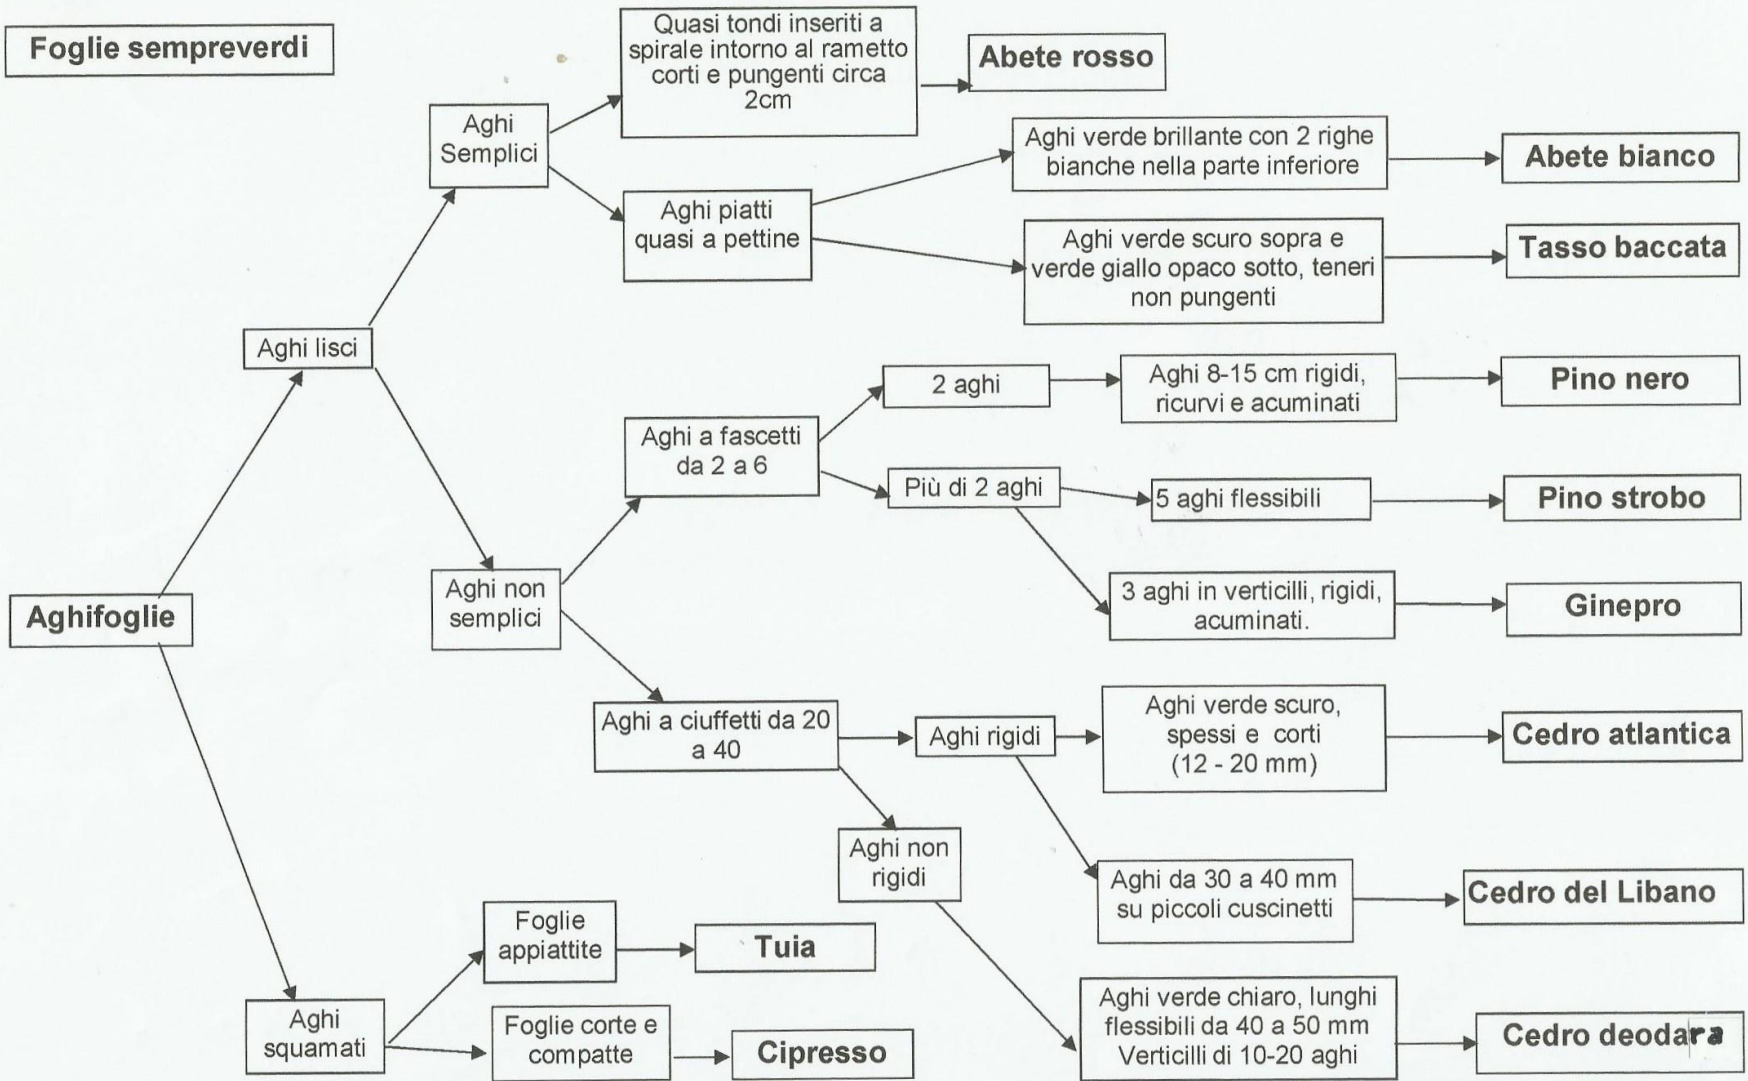 Foglie sempreverdi
Quasi tondi inseriti a
spirale intorno al rametto
corti e pungenti circa
2cm
Abete rosso
Aghi
Semplici
Aghi verde brillante con 2 righe
bianche nella parte inferiore
Abete bianco
Aghi piatti
quasi a pettine
Aghi verde scuro sopra e
verde giallo opaco sotto, teneri
non pungenti
Tasso baccata
Aghi lisci
2 aghi
Aghi 8-15 cm rigidi,
ricurvi e acuminati
Pino nero
Aghi a fascetti
da 2 a 6
Più di 2 aghi
5 aghi flessibili
Pino strobo
Aghi non
semplici
3 aghi in verticilli, rigidi,
acuminati.
Ginepro
Aghifoglie
Aghi a ciuffetti da 20
a 40
Aghi rigidi
Aghi verde scuro,
spessi e corti
(12 - 20 mm)
Cedro atlantica
Aghi non
rigidi
Aghi da 30 a 40 mm
su piccoli cuscinetti
Cedro del Libano
Foglie
appiattite
Tuia
Aghi verde chiaro, lunghi
flessibili da 40 a 50 mm
Verticilli di 10-20 aghi
Cedro deodara
Aghi
squamati
Foglie corte e
compatte
Cipresso